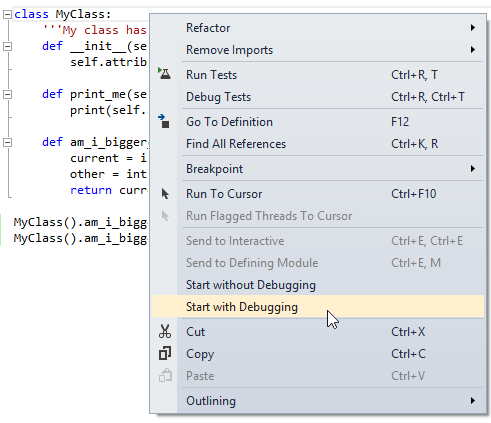 class MyClass:
'''My class has
def __init__(se
self.attrib
def print_me(se
print(self.
def am_i_bigger
current = i
other = int
return curr
MyClass().am_i_bigg
MyClass().am_i_bigg
Refactor
Remove Imports
Run Tests Ctrl+R, T
Debug Tests Ctrl+R, Ctrl+T
Go To Definition F12
Find All References Ctrl+K, R
Breakpoint
Run To Cursor Ctrl+F10
Run Flagged Threads To Cursor
Send to Interactive Ctrl+E, Ctrl+E
Send to Defining Module Ctrl+E, M
Start without Debugging
Start with Debugging
Cut Ctrl+X
Copy Ctrl+C
Paste Ctrl+V
Outlining